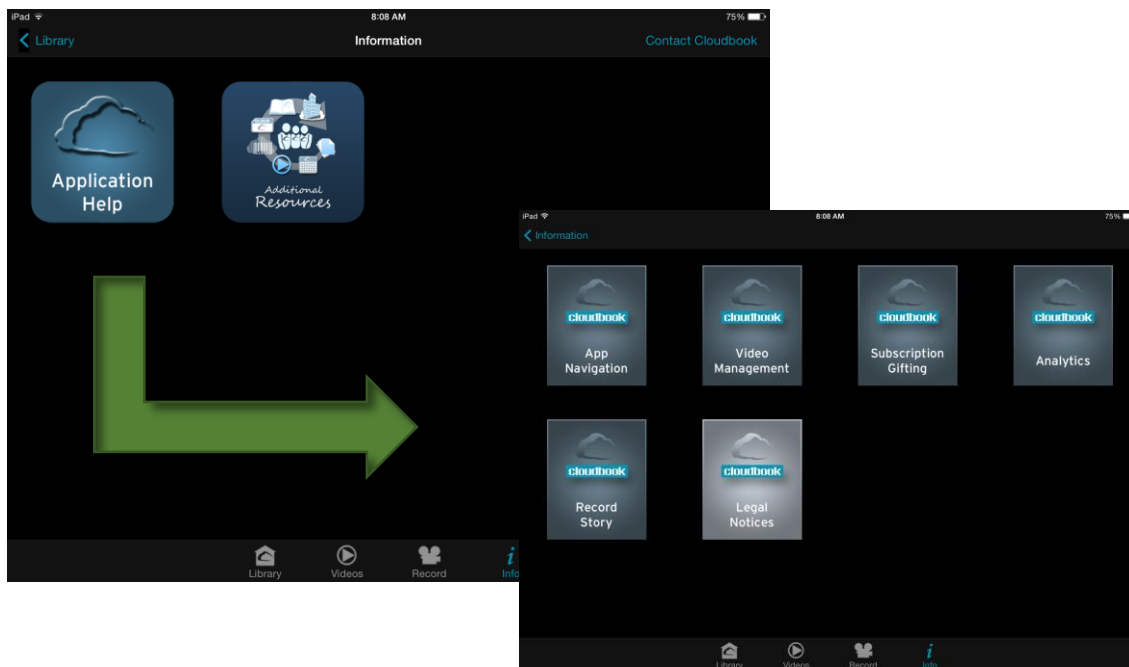 iPad 8:08 AM 75%
Library Information Contact Cloudbook
Application
Help
Additional
Resources
Library Videos Record Info
iPad 8:08 AM 75%
Information
cloudbook cloudbook cloudbook cloudbook
App
Navigation
Video
Management
Subscription
Gifting
Analytics
cloudbook cloudbook
Record
Story
Legal
Notices
Library Videos Record Info